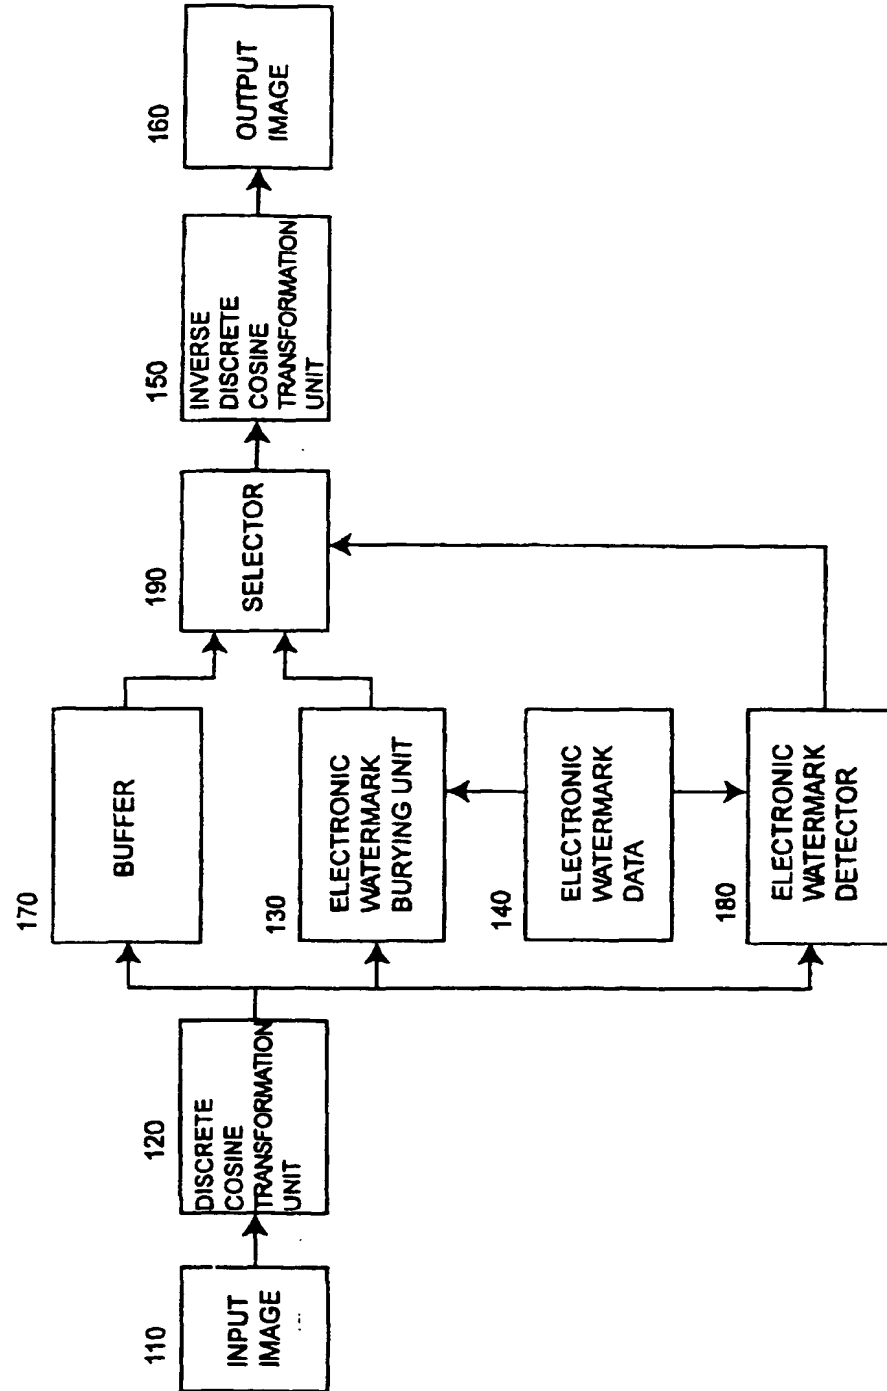 110
INPUT
IMAGE
120
DISCRETE
COSINE
TRANSFORMATION
UNIT
170
BUFFER
130
ELECTRONIC
WATERMARK
BURYING UNIT
140
ELECTRONIC
WATERMARK
DATA
180
ELECTRONIC
WATERMARK
DETECTOR
190
SELECTOR
150
INVERSE
DISCRETE
COSINE
TRANSFORMATION
UNIT
160
OUTPUT
IMAGE